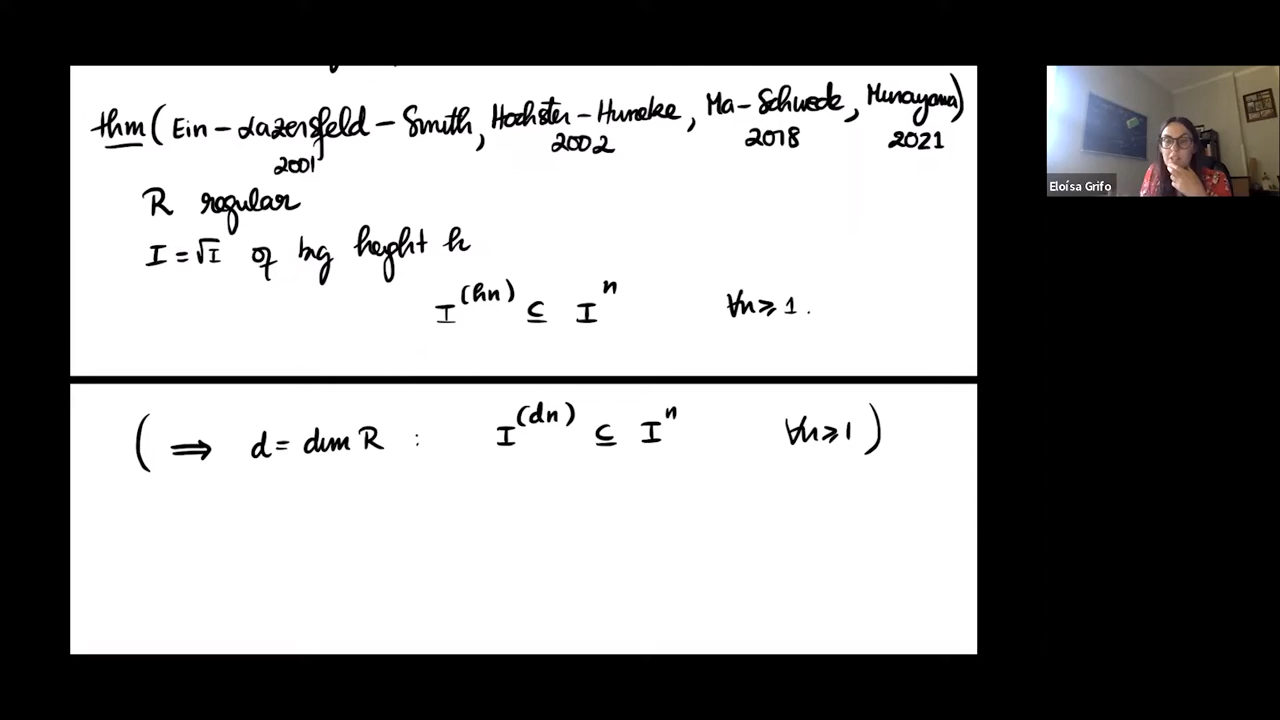 thm (Ein - Lazersfeld - Smith, Hochster - Huneke, Ma - Schwede, Murayama)
2001 2002 2018 2021
R regular
I = √I of big height h
I^(hn) ⊆ I^n ∀n ≥ 1.
( ⟹ d = dim R : I^(dn) ⊆ I^n ∀n ≥ 1 )
Eloísa Grifo